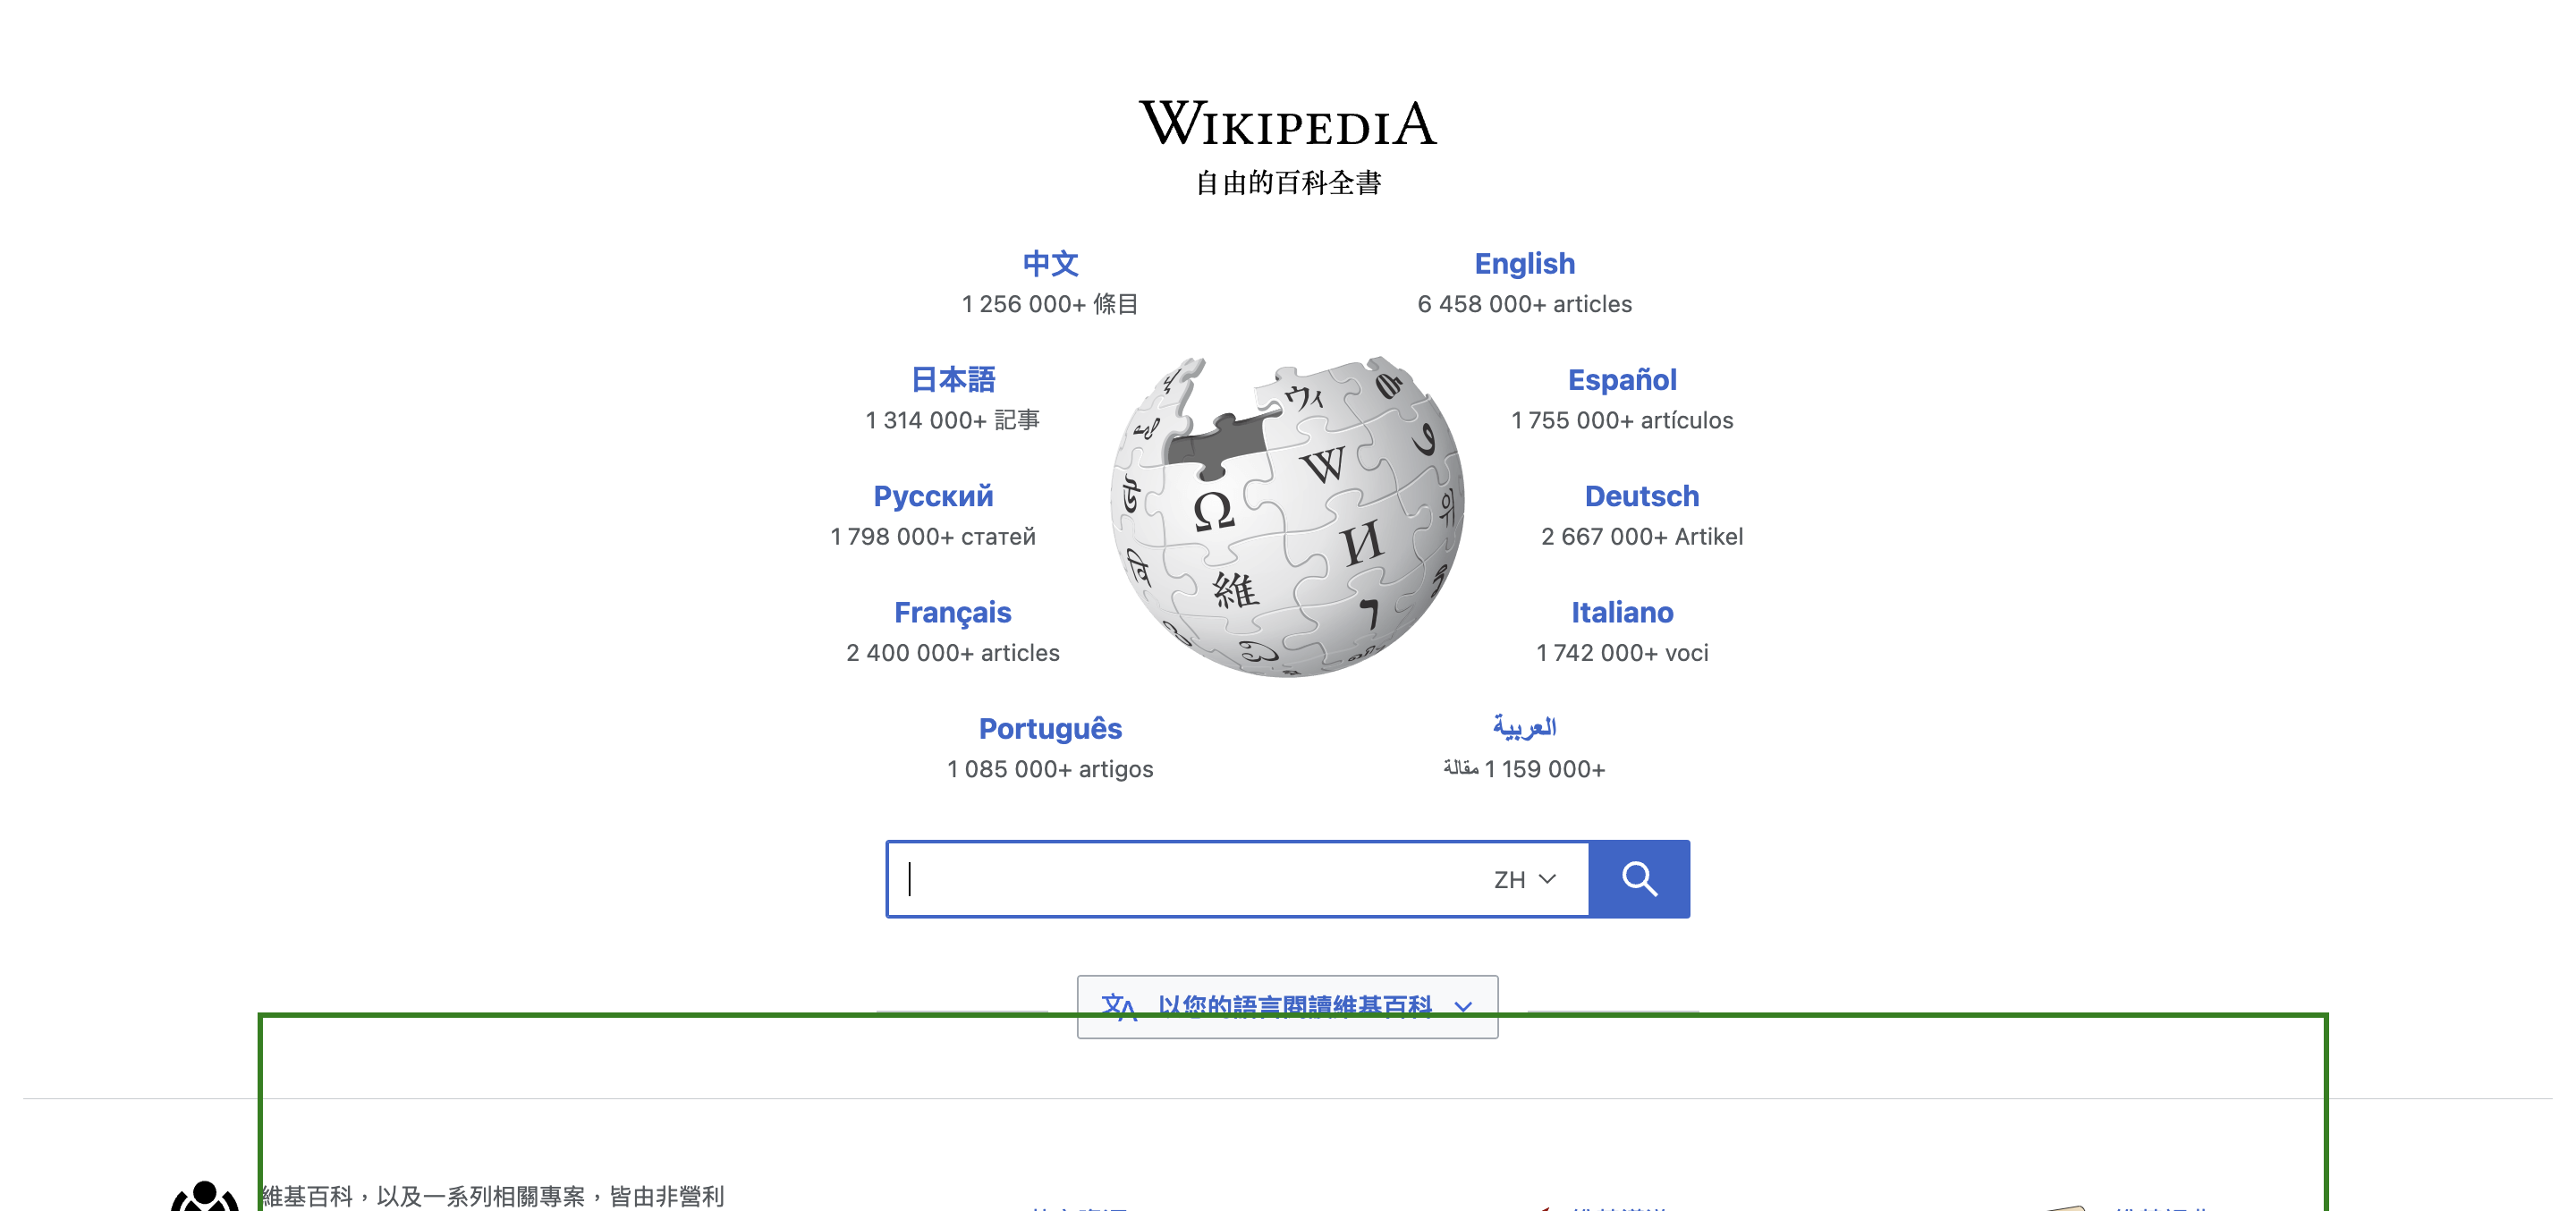 WIKIPEDIA
自由的百科全書
中文
1 256 000+ 條目
English
6 458 000+ articles
日本語
1 314 000+ 記事
Español
1 755 000+ artículos
Русский
1 798 000+ статей
Deutsch
2 667 000+ Artikel
Français
2 400 000+ articles
Italiano
1 742 000+ voci
Português
1 085 000+ artigos
العربية
1 159 000+ مقالة
Ω
W
И
維
ZH
以您的語言閱讀維基百科
維基百科，以及一系列相關專案，皆由非營利